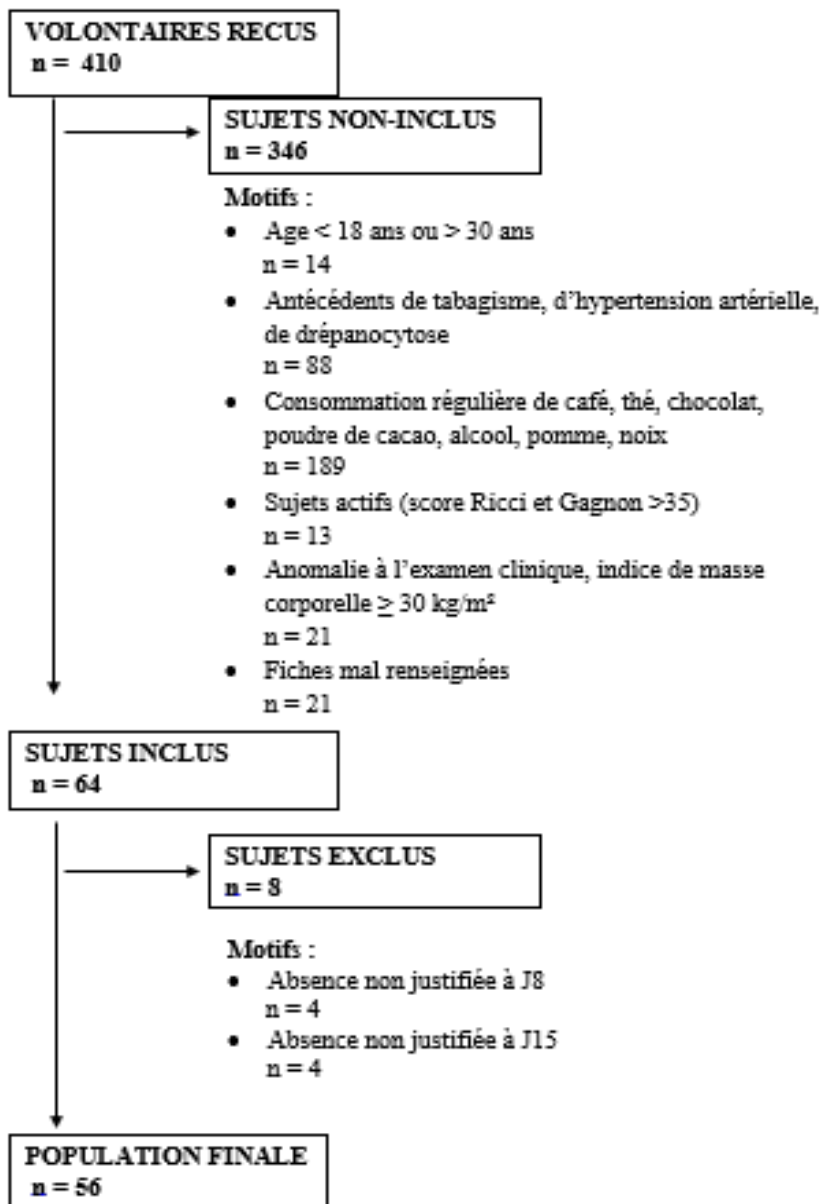 VOLONTAIRES RECUS
n = 410
SUJETS NON-INCLUS
n = 346
Motifs :
• Age < 18 ans ou > 30 ans
n = 14
• Antécédents de tabagisme, d’hypertension artérielle,
de drépanocytose
n = 88
• Consommation régulière de café, thé, chocolat,
poudre de cacao, alcool, pomme, noix
n = 189
• Sujets actifs (score Ricci et Gagnon >35)
n = 13
• Anomalie à l’examen clinique, indice de masse
corporelle ≥ 30 kg/m²
n = 21
• Fiches mal renseignées
n = 21
SUJETS INCLUS
n = 64
SUJETS EXCLUS
n = 8
Motifs :
• Absence non justifiée à J8
n = 4
• Absence non justifiée à J15
n = 4
POPULATION FINALE
n = 56